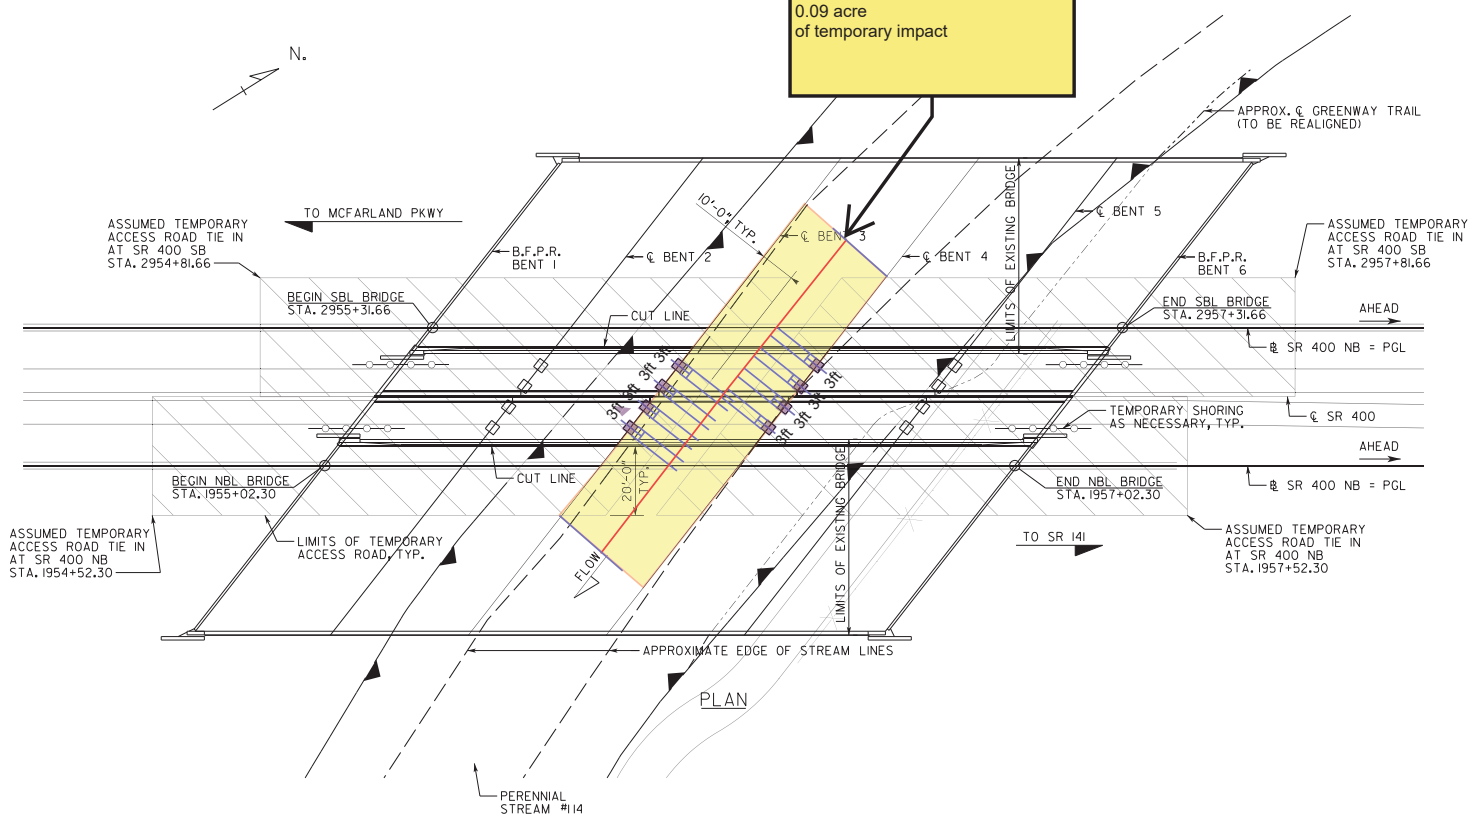 0.09 acre
of temporary impact
N.
APPROX. ℄ GREENWAY TRAIL
(TO BE REALIGNED)
TO MCFARLAND PKWY
ASSUMED TEMPORARY
ACCESS ROAD TIE IN
AT SR 400 SB
STA. 2954+81.66
B.F.P.R.
BENT 1
℄ BENT 2
10'-0" TYP.
℄ BENT 3
℄ BENT 4
LIMITS OF EXISTING BRIDGE
℄ BENT 5
B.F.P.R.
BENT 6
ASSUMED TEMPORARY
ACCESS ROAD TIE IN
AT SR 400 SB
STA. 2957+81.66
BEGIN SBL BRIDGE
STA. 2955+31.66
CUT LINE
END SBL BRIDGE
STA. 2957+31.66
AHEAD
B SR 400 NB = PGL
3ft 3ft 3ft 3ft
3ft 3ft 3ft 3ft
TEMPORARY SHORING
AS NECESSARY, TYP.
℄ SR 400
AHEAD
BEGIN NBL BRIDGE
STA. 1955+02.30
CUT LINE
20'-0"
TYP.
END NBL BRIDGE
STA. 1957+02.30
B SR 400 NB = PGL
ASSUMED TEMPORARY
ACCESS ROAD TIE IN
AT SR 400 NB
STA. 1954+52.30
LIMITS OF TEMPORARY
ACCESS ROAD, TYP.
FLOW
LIMITS OF EXISTING BRIDGE
TO SR 141
ASSUMED TEMPORARY
ACCESS ROAD TIE IN
AT SR 400 NB
STA. 1957+52.30
APPROXIMATE EDGE OF STREAM LINES
PLAN
PERENNIAL
STREAM #114